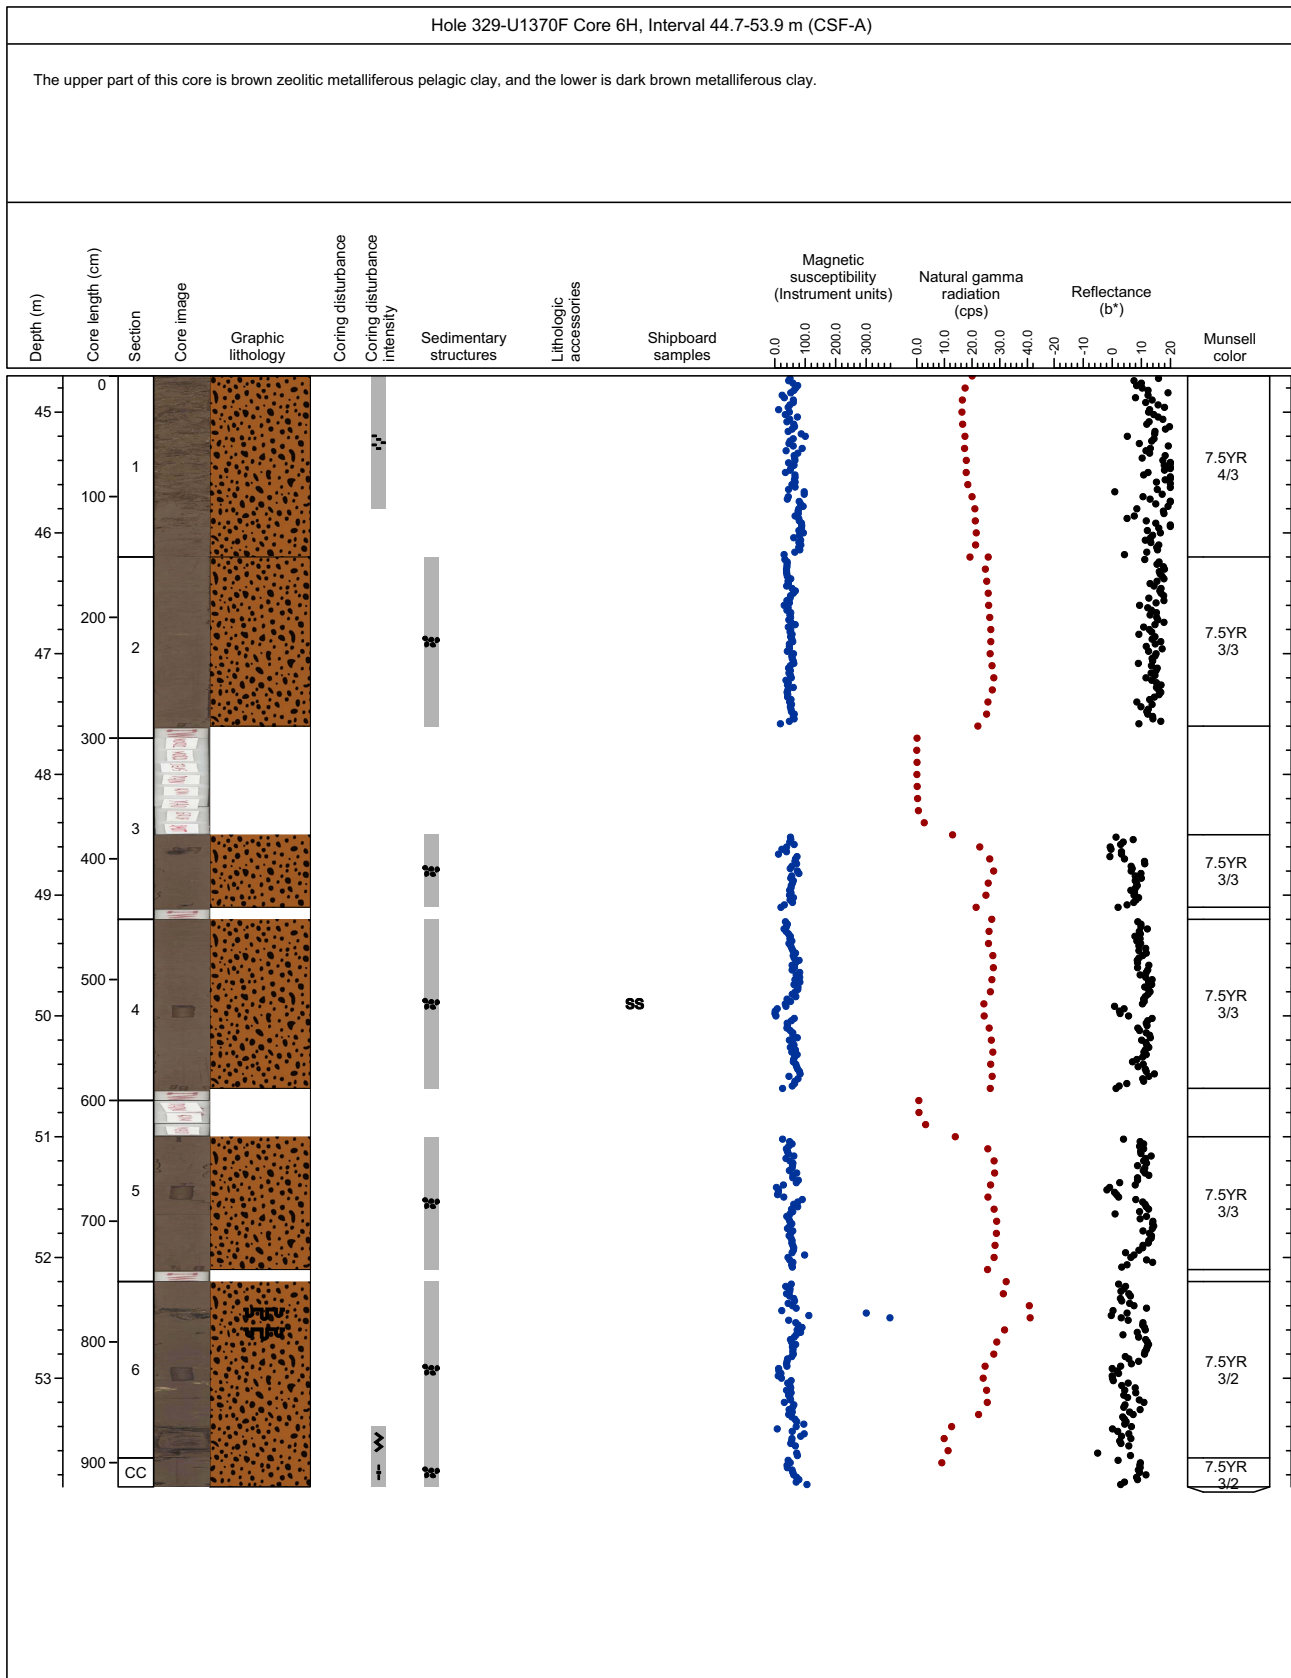 Hole 329-U1370F Core 6H, Interval 44.7-53.9 m (CSF-A)
The upper part of this core is brown zeolitic metalliferous pelagic clay, and the lower is dark brown metalliferous clay.
Depth (m)
Core length (cm)
Section
Core image
Graphic
lithology
Coring disturbance
Coring disturbance
intensity
Sedimentary
structures
Lithologic
accessories
Shipboard
samples
Magnetic
susceptibility
(Instrument units)
0.0 100.0 200.0 300.0
Natural gamma
radiation
(cps)
0.0 10.0 20.0 30.0 40.0
Reflectance
(b*)
-20 -10 0 10 20
Munsell
color
0
45
1
7.5YR
4/3
100
46
200
2
7.5YR
3/3
47
300
48
3
400
7.5YR
3/3
49
500
4
ss
7.5YR
3/3
50
600
51
5
7.5YR
3/3
700
52
800
6
7.5YR
3/2
53
900
CC
7.5YR
3/2